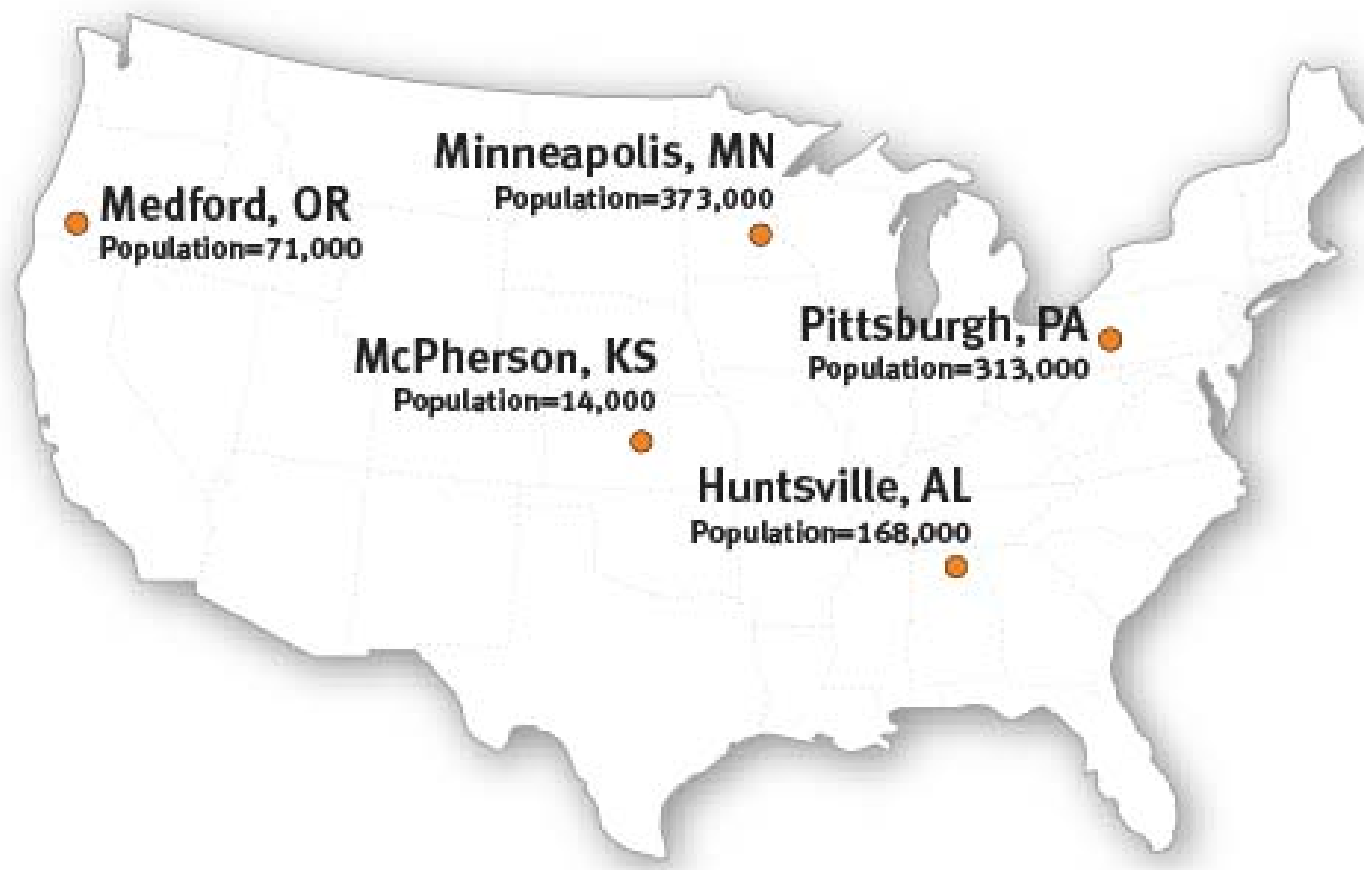 Minneapolis, MN
Population=373,000
Medford, OR
Population=71,000
Pittsburgh, PA
Population=313,000
McPherson, KS
Population=14,000
Huntsville, AL
Population=168,000